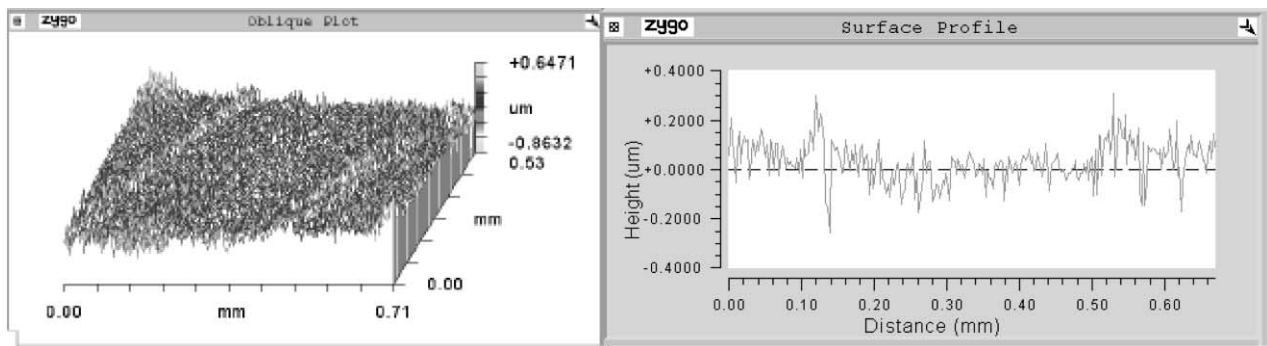 zygo Oblique Plot
+0.6471
um
-0.8632
0.53
mm
0.00
0.00 mm 0.71
zygo Surface Profile
+0.4000
+0.2000
+0.0000
-0.2000
-0.4000
Height (um)
0.00 0.10 0.20 0.30 0.40 0.50 0.60
Distance (mm)